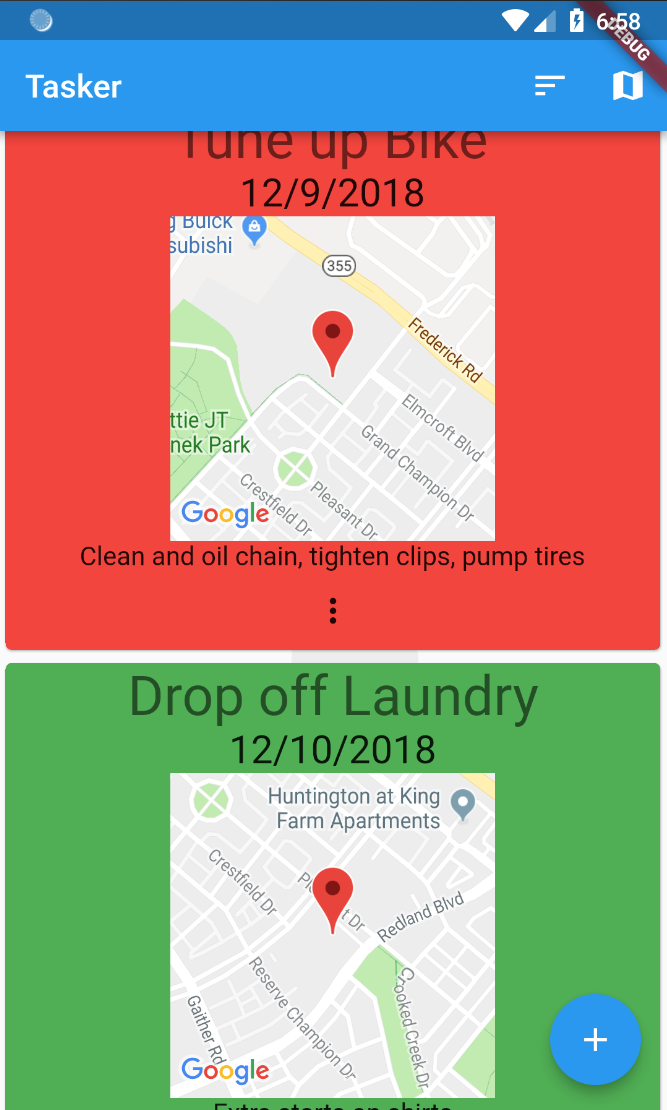 6:58
DEBUG
Tasker
Tune up Bike
12/9/2018
g Buick
subishi
355
Frederick Rd
Elmcroft Blvd
Grand Champion Dr
ttie JT
nek Park
Pleasant Dr
Crestfield Dr
Google
Clean and oil chain, tighten clips, pump tires
Drop off Laundry
12/10/2018
Huntington at King
Farm Apartments
Crestfield Dr
Redland Blvd
Reserve Champion Dr
Crooked Creek Dr
Gaither Rd
Google
Extra starts on shirts